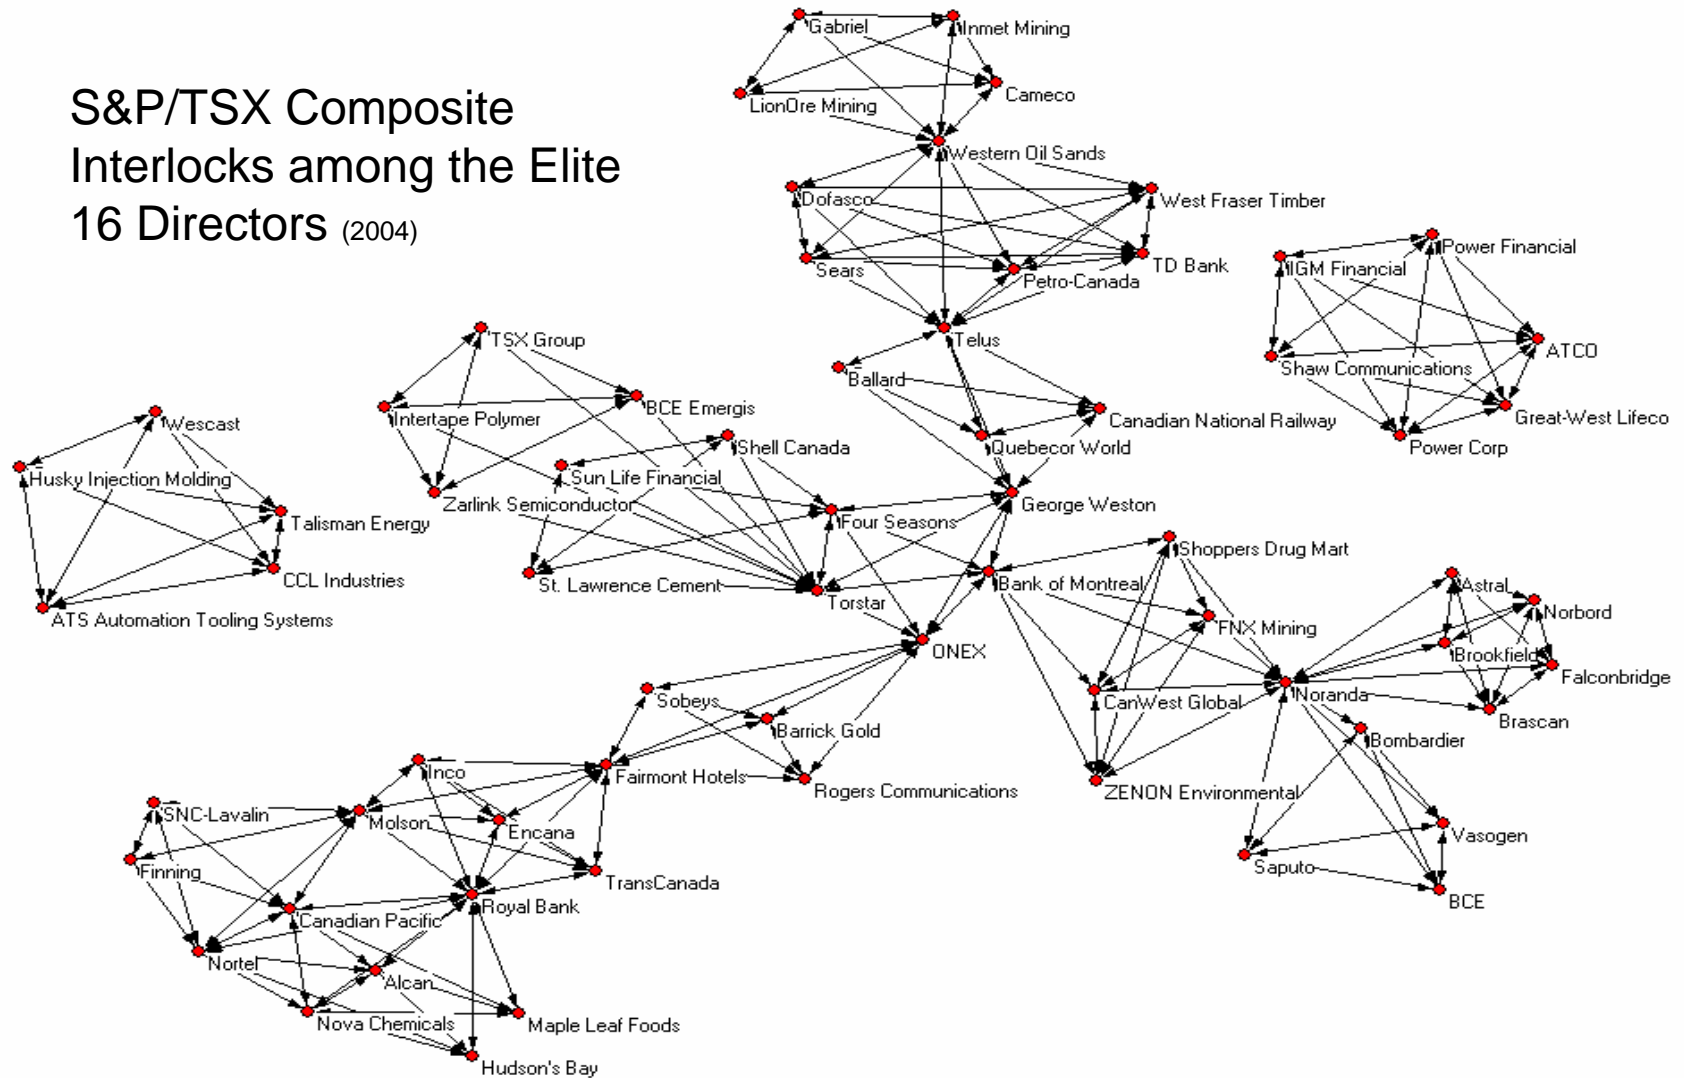 S&P/TSX Composite
Interlocks among the Elite
16 Directors (2004)
Gabriel
Inmet Mining
LionOre Mining
Cameco
Western Oil Sands
Dofasco
West Fraser Timber
Sears
TD Bank
Petro-Canada
Power Financial
IGM Financial
TSX Group
Telus
ATCO
Shaw Communications
Ballard
BCE Emergis
Intertape Polymer
Canadian National Railway
Great-West Lifeco
Wescast
Shell Canada
Quebecor World
Power Corp
Husky Injection Molding
Sun Life Financial
Zarlink Semiconductor
George Weston
Talisman Energy
Four Seasons
Shoppers Drug Mart
CCL Industries
St. Lawrence Cement
Bank of Montreal
Astral
Torstar
Norbord
ATS Automation Tooling Systems
FNX Mining
ONEX
Brookfield
Falconbridge
Sobeys
CanWest Global
Noranda
Brascan
Barrick Gold
Bombardier
Inco
Fairmont Hotels
Rogers Communications
ZENON Environmental
SNC-Lavalin
Molson
Encana
Vasogen
Finning
Saputo
TransCanada
BCE
Royal Bank
Canadian Pacific
Nortel
Alcan
Nova Chemicals
Maple Leaf Foods
Hudson's Bay